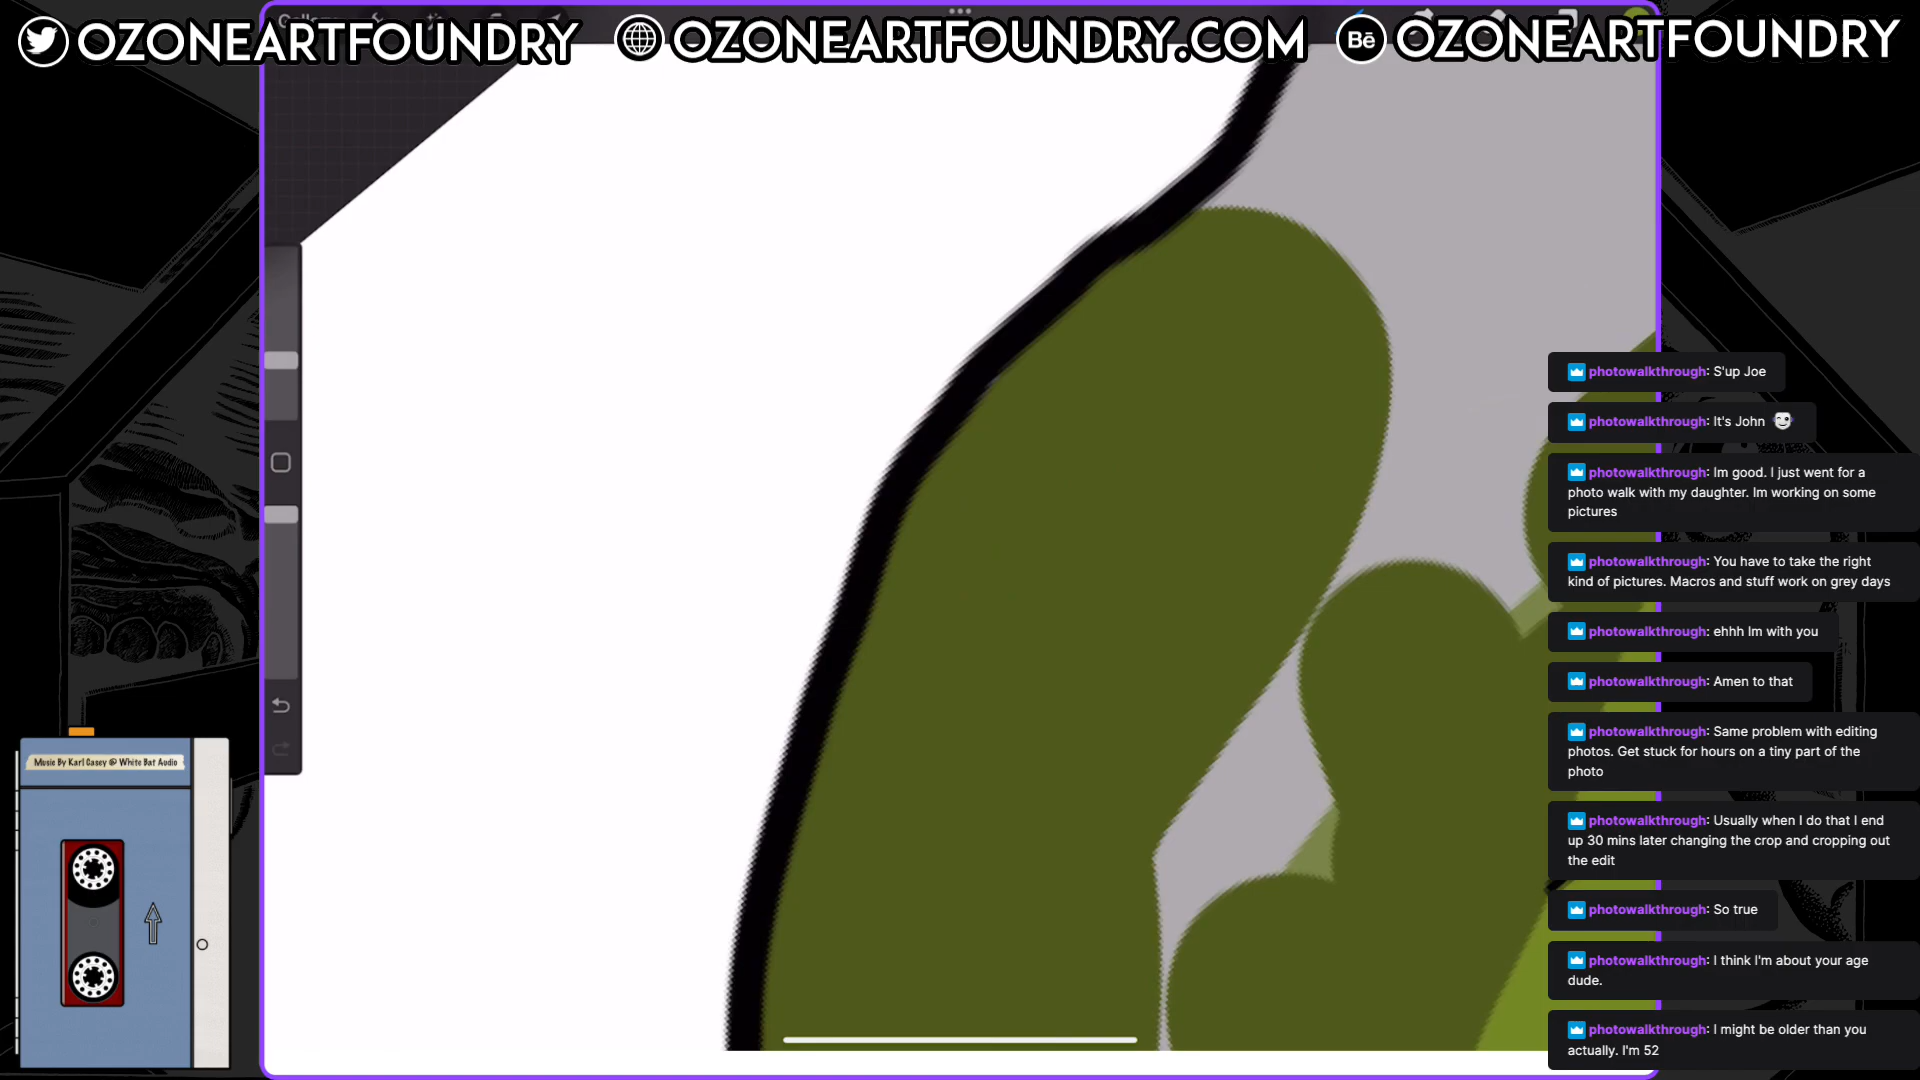 OZONEARTFOUNDRY OZONEARTFOUNDRY.COM Bē OZONEARTFOUNDRY
photowalkthrough: S'up Joe
photowalkthrough: It's John
photowalkthrough: Im good. I just went for a
photo walk with my daughter. Im working on some
pictures
photowalkthrough: You have to take the right
kind of pictures. Macros and stuff work on grey days
photowalkthrough: ehhh Im with you
photowalkthrough: Amen to that
photowalkthrough: Same problem with editing
photos. Get stuck for hours on a tiny part of the
photo
photowalkthrough: Usually when I do that I end
up 30 mins later changing the crop and cropping out
the edit
photowalkthrough: So true
photowalkthrough: I think I'm about your age
dude.
photowalkthrough: I might be older than you
actually. I'm 52
Music By Karl Casey @ White Bat Audio